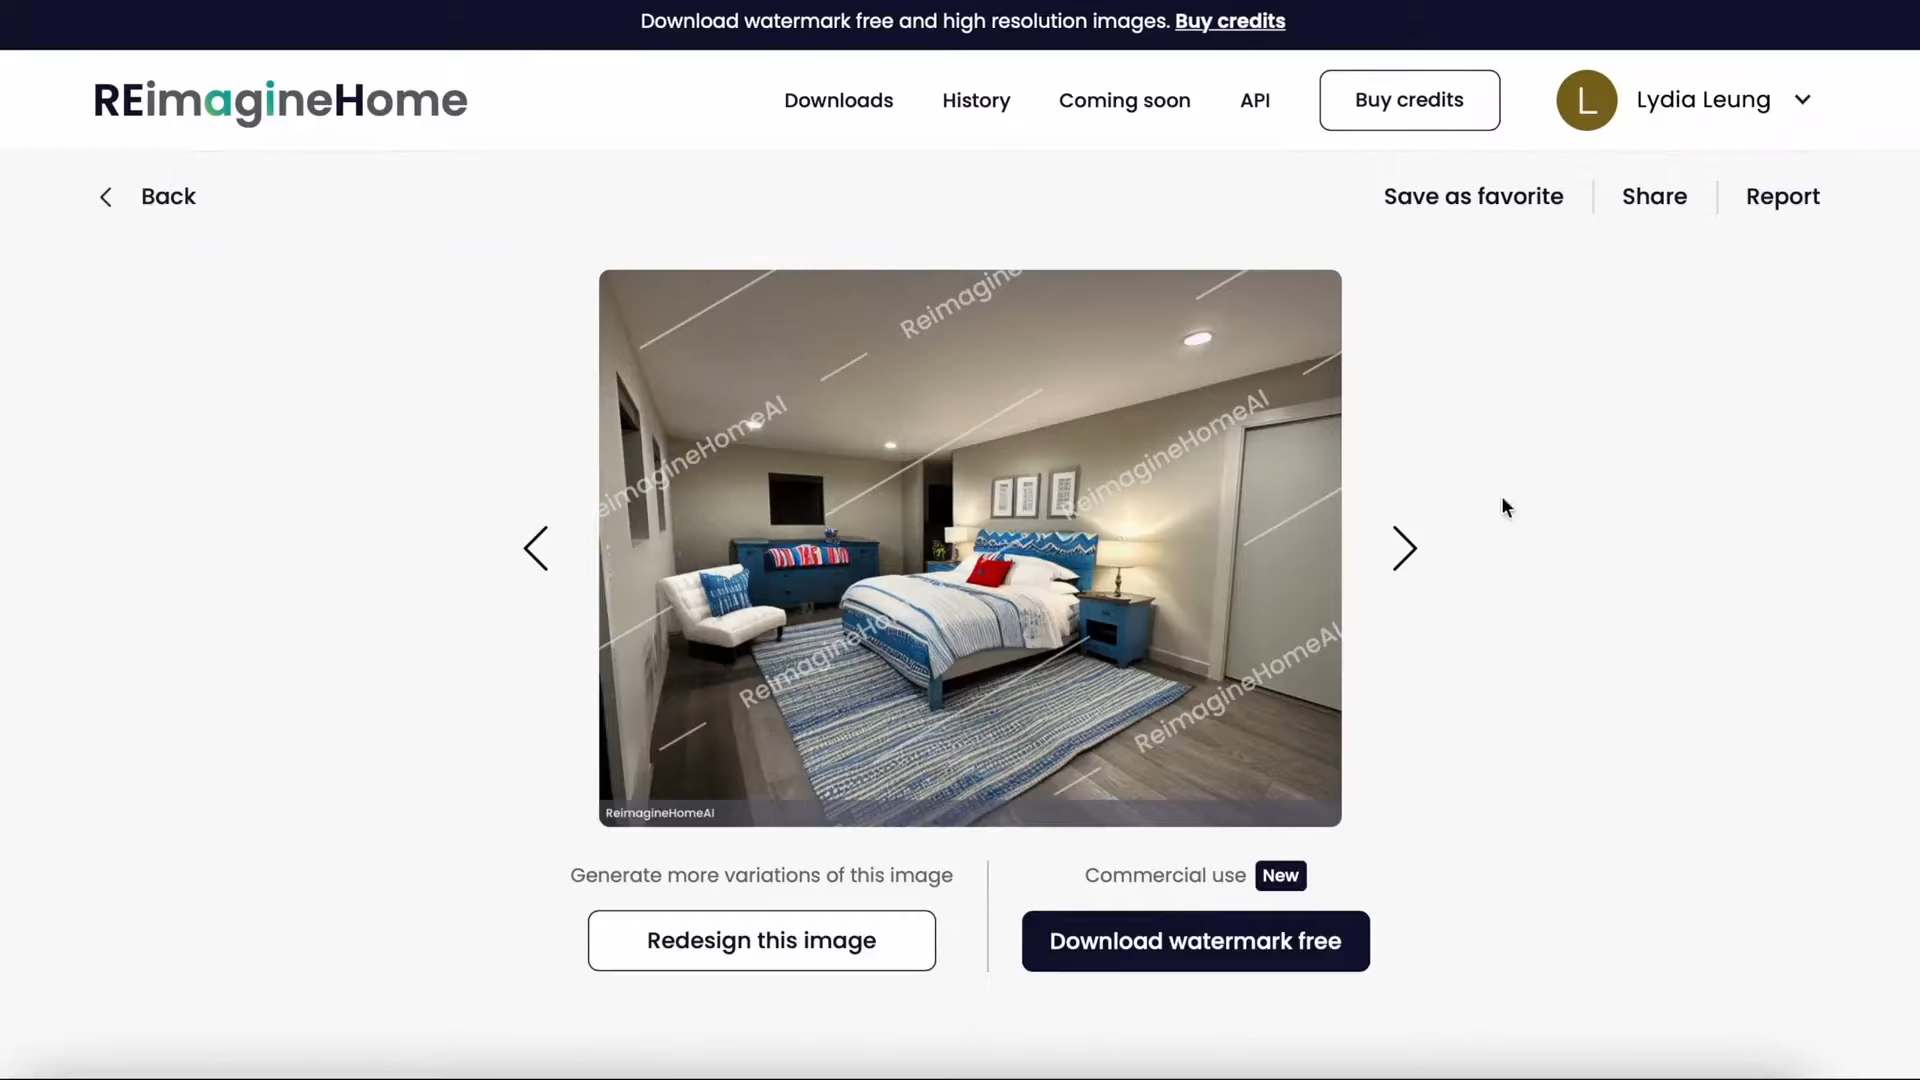 Download watermark free and high resolution images. Buy credits
REimagineHome
Downloads
History
Coming soon
API
Buy credits
L
Lydia Leung
Back
Save as favorite
Share
Report
ReimagineHomeAI
ReimagineHomeAI
ReimagineHomeAI
ReimagineHomeAI
Generate more variations of this image
Commercial use New
Redesign this image
Download watermark free